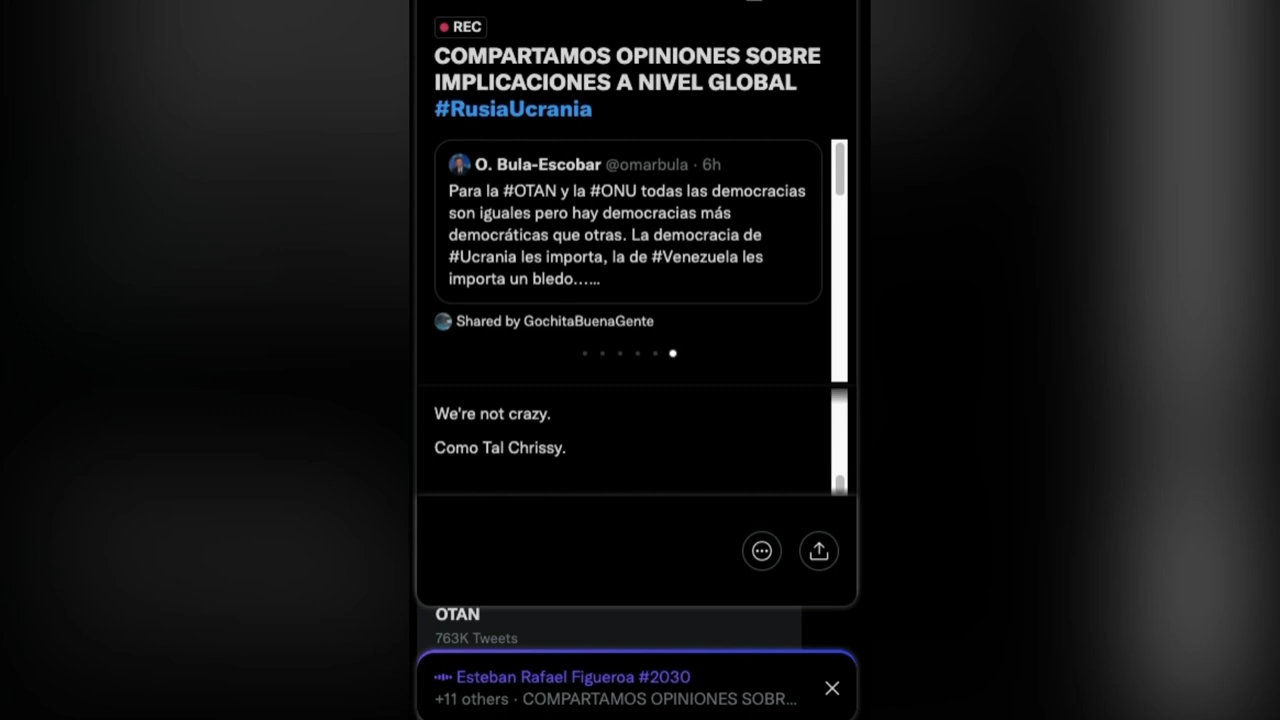 REC
COMPARTAMOS OPINIONES SOBRE
IMPLICACIONES A NIVEL GLOBAL
#RusiaUcrania
O. Bula-Escobar @omarbula · 6h
Para la #OTAN y la #ONU todas las democracias
son iguales pero hay democracias más
democráticas que otras. La democracia de
#Ucrania les importa, la de #Venezuela les
importa un bledo......
Shared by GochitaBuenaGente
We're not crazy.
Como Tal Chrissy.
OTAN
763K Tweets
Esteban Rafael Figueroa #2030
+11 others · COMPARTAMOS OPINIONES SOBR...